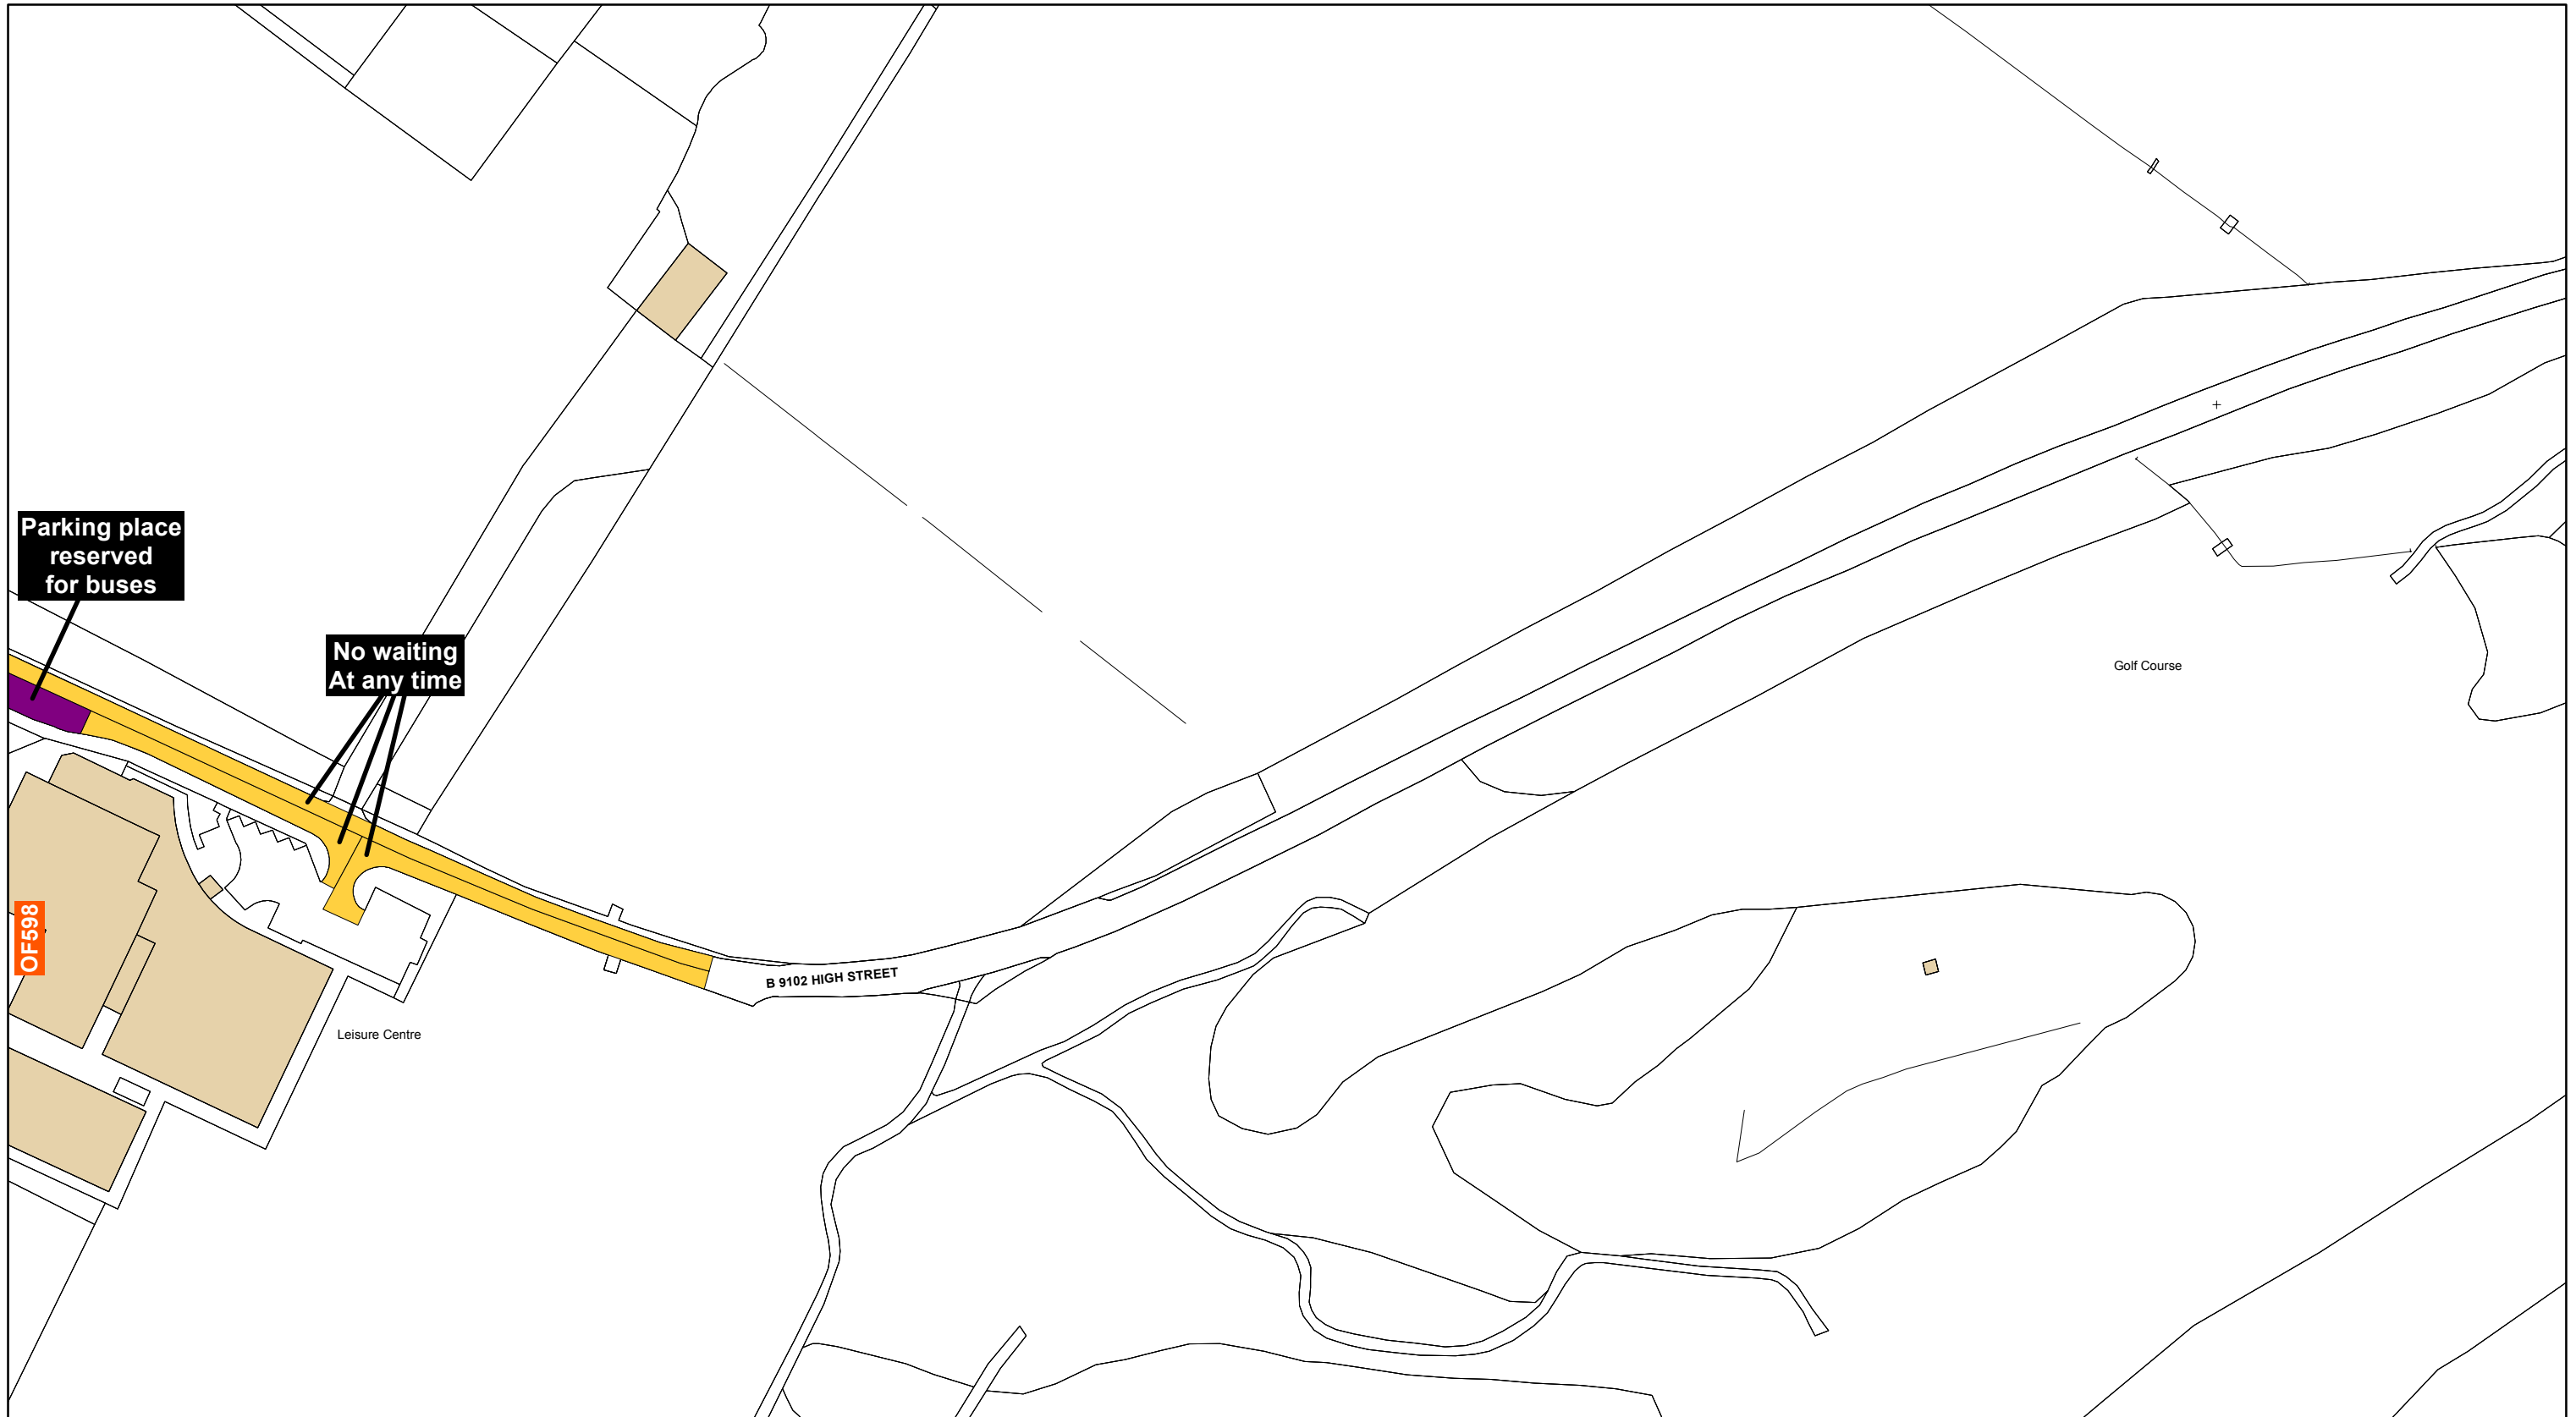 Parking place
reserved
for buses
No waiting
At any time
Golf Course
OF598
B 9102 HIGH STREET
Leisure Centre